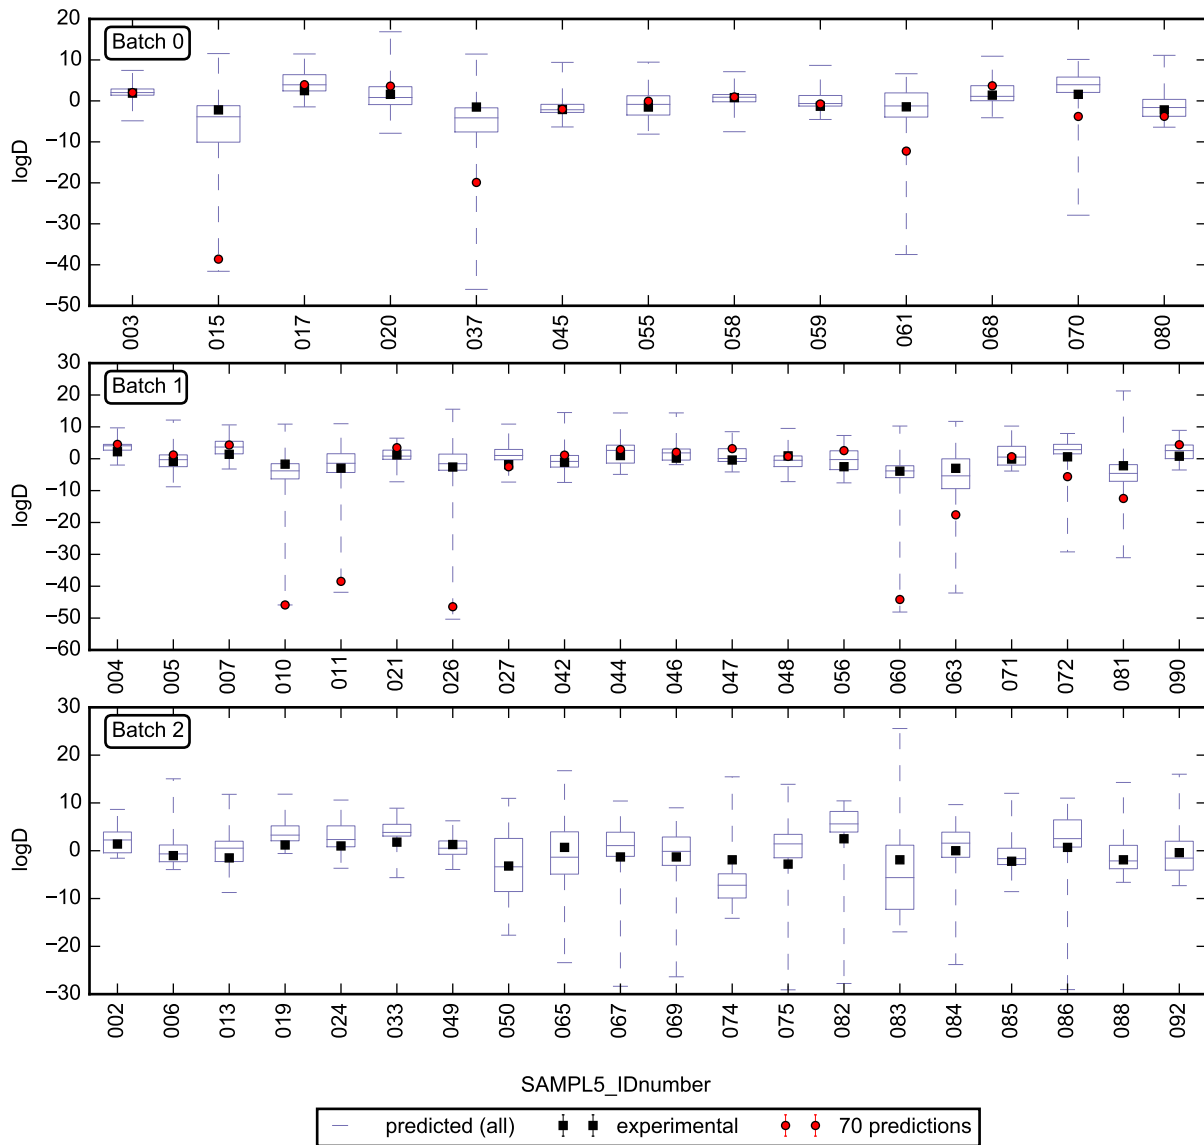 20
Batch 0
10
0
−10
−20
−30
−40
−50
logD
003 015 017 020 037 045 055 058 059 061 068 070 080
30
Batch 1
20
10
0
−10
−20
−30
−40
−50
−60
logD
004 005 007 010 011 021 026 027 042 044 046 047 048 056 060 063 071 072 081 090
30
Batch 2
20
10
0
−10
−20
−30
logD
002 006 013 019 024 033 049 050 065 067 069 074 075 082 083 084 085 086 088 092
SAMPL5_IDnumber
predicted (all) experimental 70 predictions